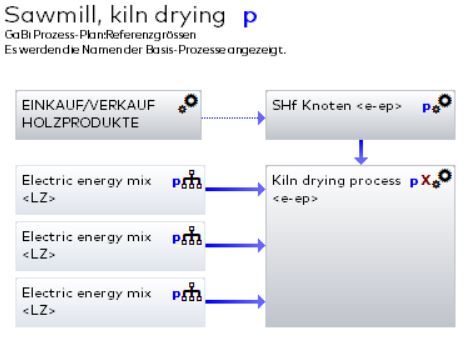 Sawmill, kiln drying p
GaBi Prozess-Plan:Referenzgrössen
Es werden die Namen der Basis-Prozesse angezeigt.
EINKAUF/VERKAUF
HOLZPRODUKTE
SHf Knoten <e-ep> p
Electric energy mix p
<LZ>
Kiln drying process p X
<e-ep>
Electric energy mix p
<LZ>
Electric energy mix p
<LZ>